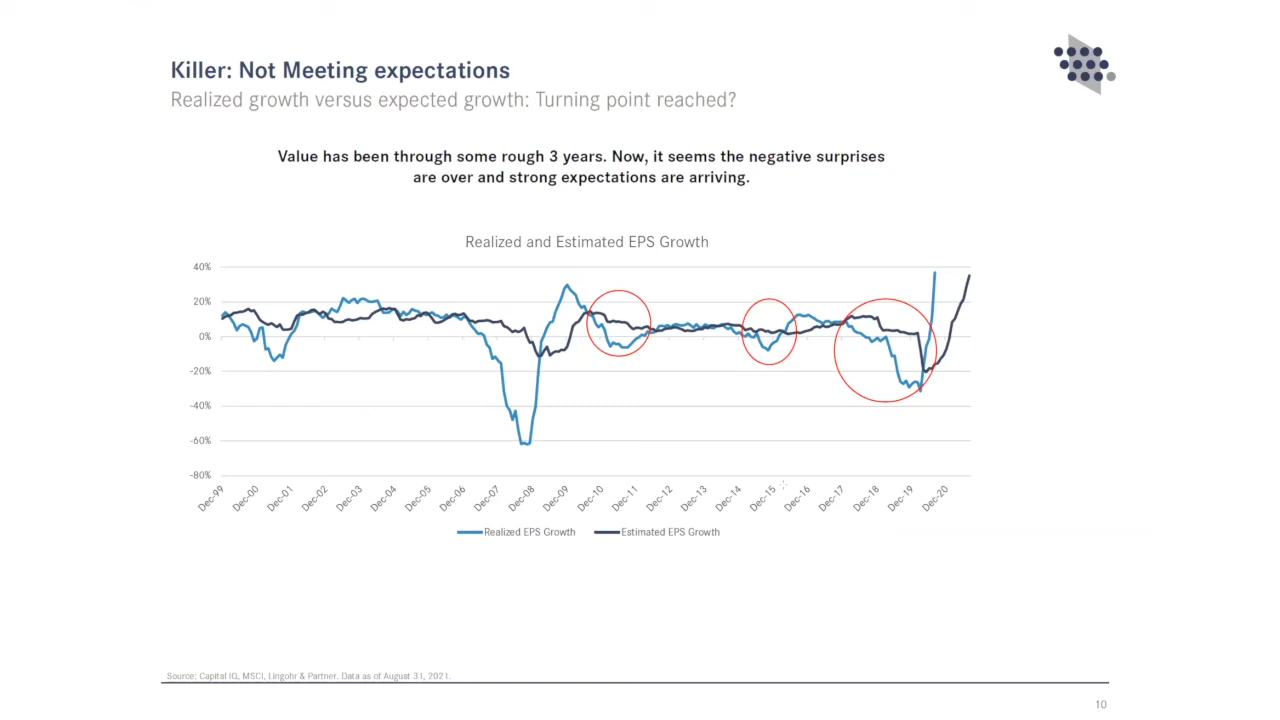 Killer: Not Meeting expectations
Realized growth versus expected growth: Turning point reached?
Value has been through some rough 3 years. Now, it seems the negative surprises
are over and strong expectations are arriving.
Realized and Estimated EPS Growth
40%
20%
0%
-20%
-40%
-60%
-80%
Dec-99 Dec-00 Dec-01 Dec-02 Dec-03 Dec-04 Dec-05 Dec-06 Dec-07 Dec-08 Dec-09 Dec-10 Dec-11 Dec-12 Dec-13 Dec-14 Dec-15 Dec-16 Dec-17 Dec-18 Dec-19 Dec-20
Realized EPS Growth Estimated EPS Growth
Source: Capital IQ, MSCI, Lingohr & Partner. Data as of August 31, 2021.
10